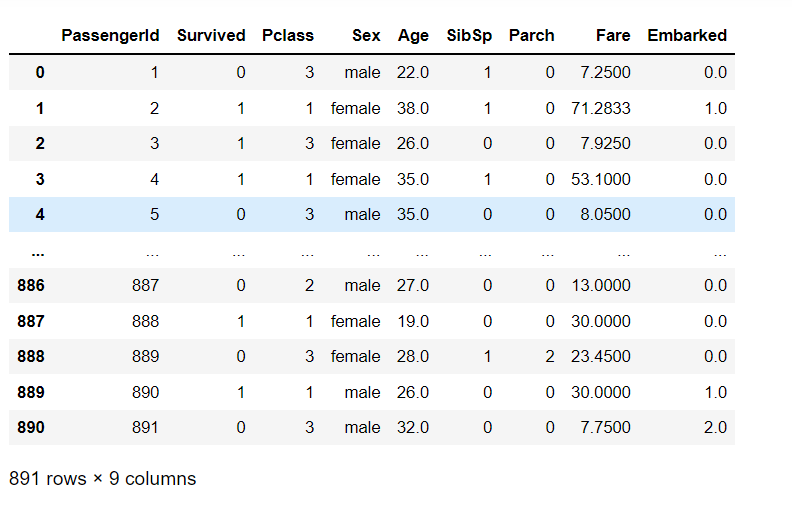 PassengerId Survived Pclass Sex Age SibSp Parch Fare Embarked
0 1 0 3 male 22.0 1 0 7.2500 0.0
1 2 1 1 female 38.0 1 0 71.2833 1.0
2 3 1 3 female 26.0 0 0 7.9250 0.0
3 4 1 1 female 35.0 1 0 53.1000 0.0
4 5 0 3 male 35.0 0 0 8.0500 0.0
... ... ... ... ... ... ... ... ... ...
886 887 0 2 male 27.0 0 0 13.0000 0.0
887 888 1 1 female 19.0 0 0 30.0000 0.0
888 889 0 3 female 28.0 1 2 23.4500 0.0
889 890 1 1 male 26.0 0 0 30.0000 1.0
890 891 0 3 male 32.0 0 0 7.7500 2.0
891 rows × 9 columns